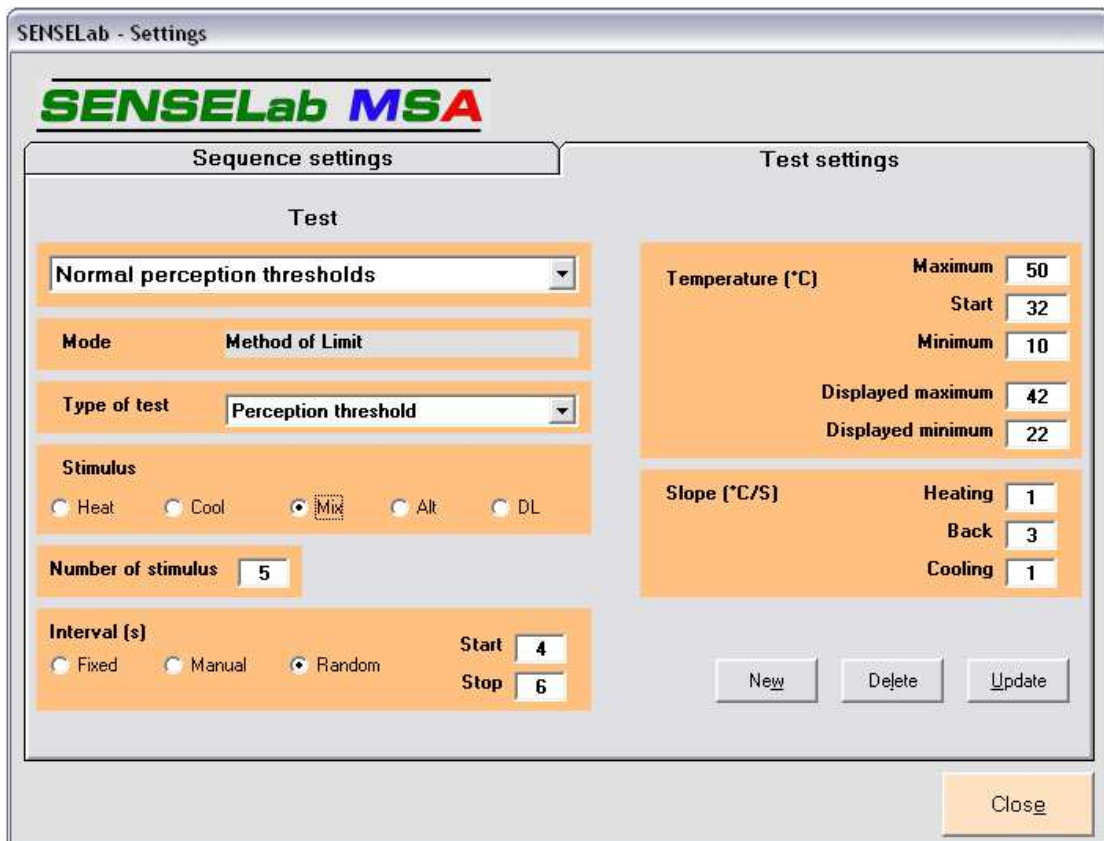 SENSELab - Settings
SENSELab MSA
Sequence settings
Test settings
Test
Normal perception thresholds
Mode Method of Limit
Type of test Perception threshold
Stimulus
Heat Cool Mix Alt DL
Number of stimulus 5
Interval (s)
Fixed Manual Random
Start 4
Stop 6
Temperature (°C)
Maximum 50
Start 32
Minimum 10
Displayed maximum 42
Displayed minimum 22
Slope (°C/S)
Heating 1
Back 3
Cooling 1
New Delete Update
Close